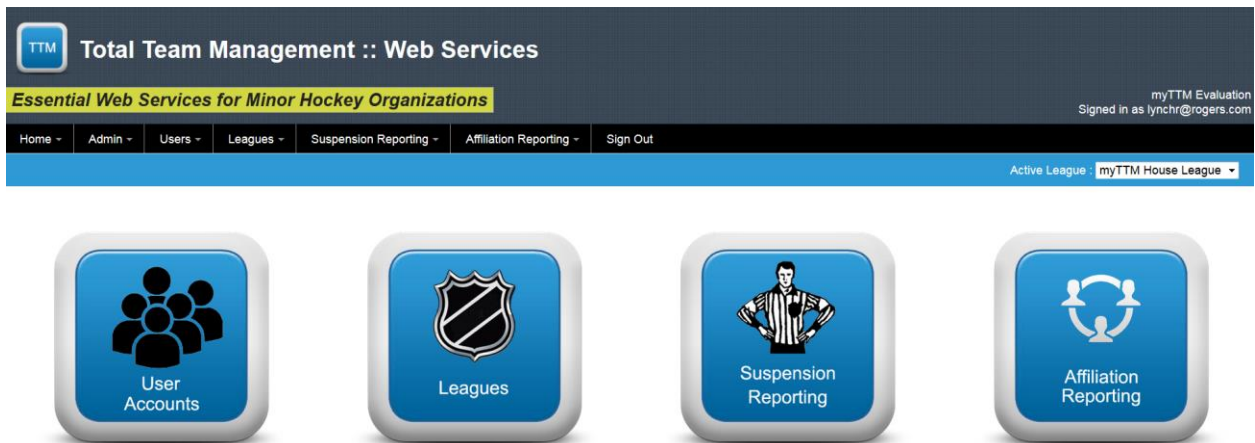 TTM
Total Team Management :: Web Services
Essential Web Services for Minor Hockey Organizations
myTTM Evaluation
Signed in as lynchr@rogers.com
Home Admin Users Leagues Suspension Reporting Affiliation Reporting Sign Out
Active League : myTTM House League
User
Accounts
Leagues
Suspension
Reporting
Affiliation
Reporting